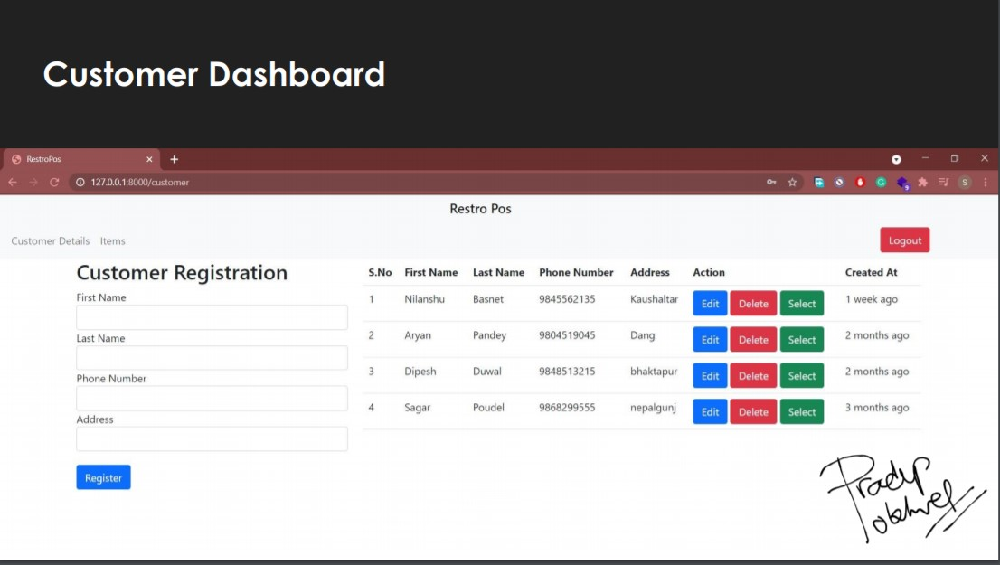 Customer Dashboard
RestroPos
127.0.0.1:8000/customer
S
Restro Pos
Customer Details Items
Logout
Customer Registration
First Name
Last Name
Phone Number
Address
Register
S.No First Name Last Name Phone Number Address Action Created At
1 Nilanshu Basnet 9845562135 Kaushaltar Edit Delete Select 1 week ago
2 Aryan Pandey 9804519045 Dang Edit Delete Select 2 months ago
3 Dipesh Duwal 9848513215 bhaktapur Edit Delete Select 2 months ago
4 Sagar Poudel 9868299555 nepalgunj Edit Delete Select 3 months ago
Pradip